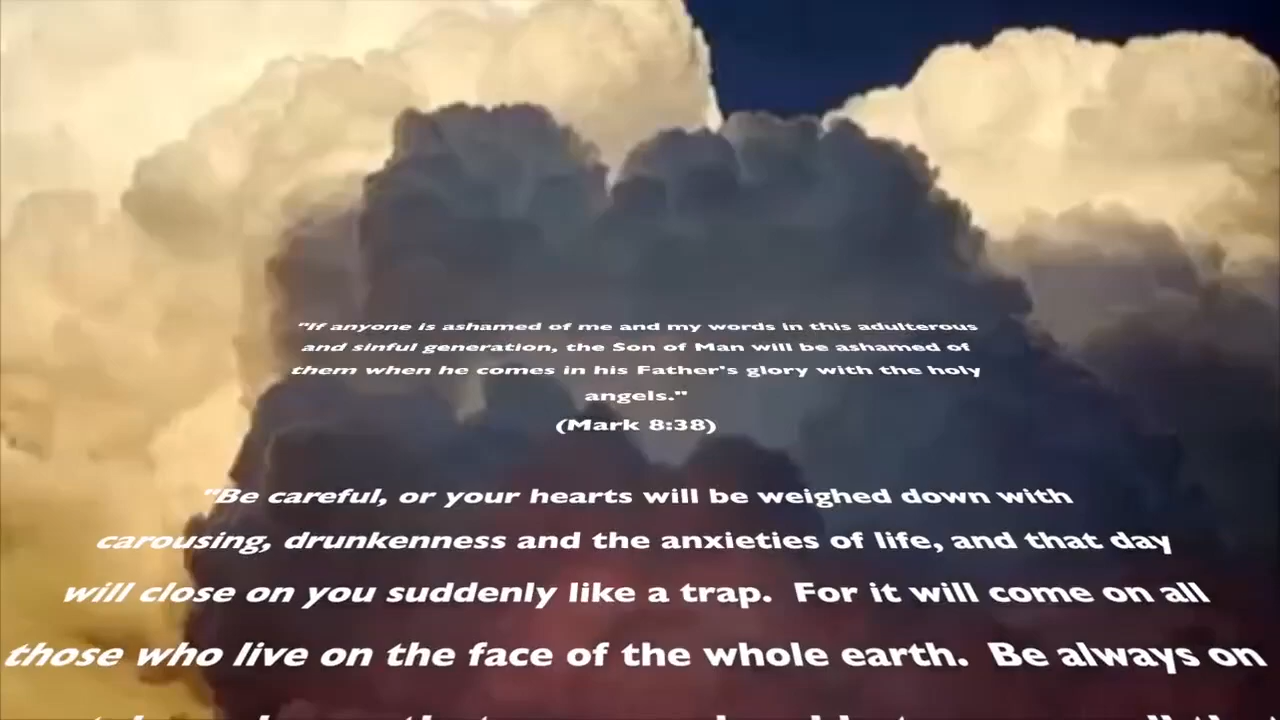 "If anyone is ashamed of me and my words in this adulterous
and sinful generation, the Son of Man will be ashamed of
them when he comes in his Father's glory with the holy
angels."
(Mark 8:38)
"Be careful, or your hearts will be weighed down with
carousing, drunkenness and the anxieties of life, and that day
will close on you suddenly like a trap.  For it will come on all
those who live on the face of the whole earth.  Be always on